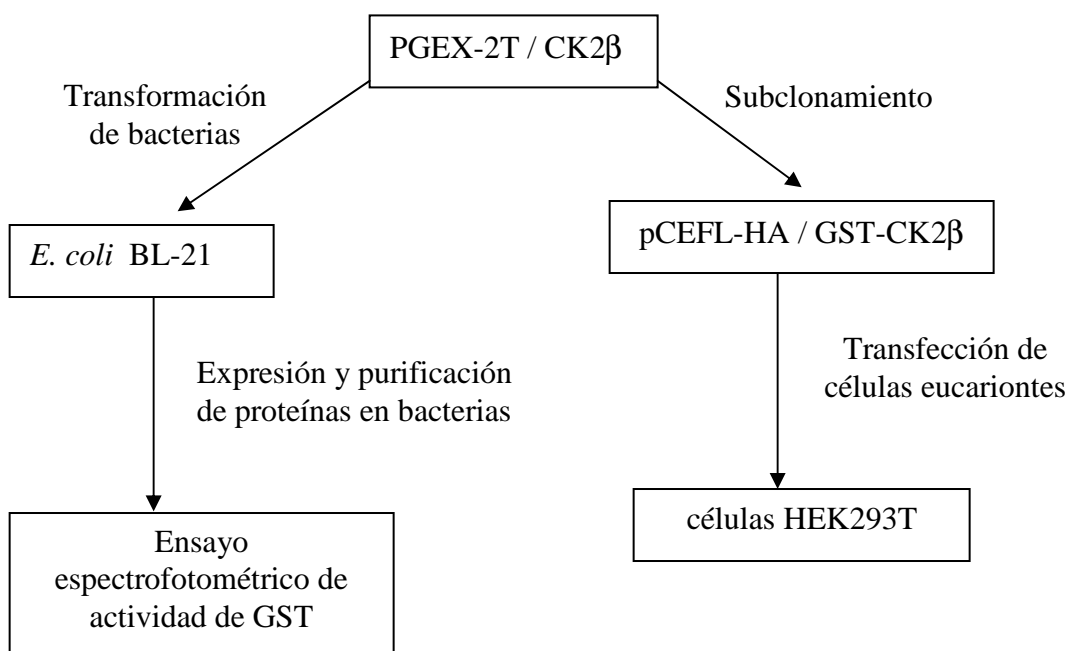 PGEX-2T / CK2β
Transformación
de bacterias
Subclonamiento
E. coli BL-21
pCEFL-HA / GST-CK2β
Expresión y purificación
de proteínas en bacterias
Transfección de
células eucariontes
Ensayo
espectrofotométrico de
actividad de GST
células HEK293T